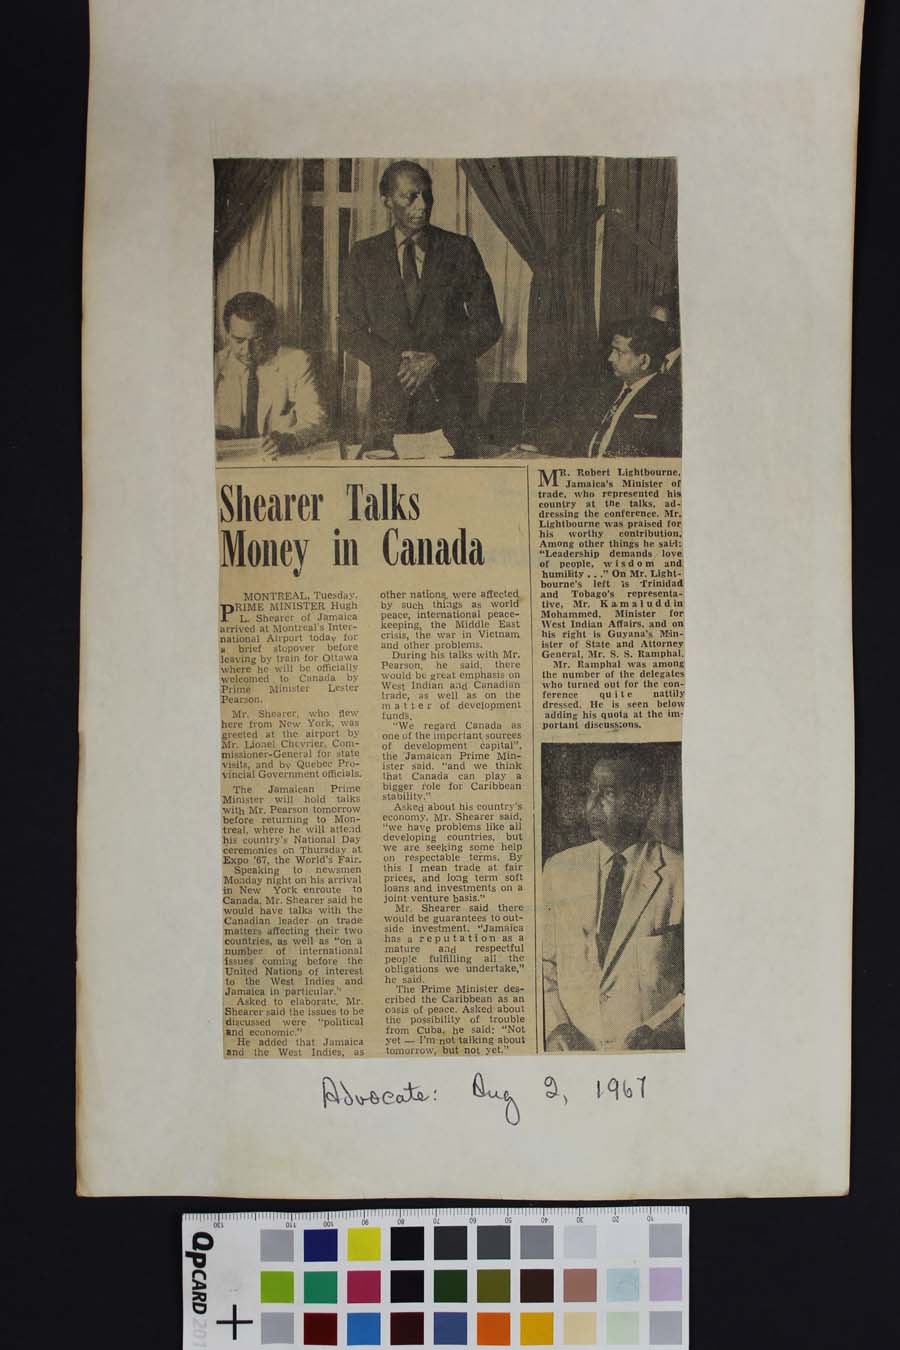 Shearer Talks
Money in Canada
MONTREAL, Tuesday.
PRIME MINISTER Hugh
L. Shearer of Jamaica
arrived at Montreal's Inter-
national Airport today for
a brief stopover before
leaving by train for Ottawa
where he will be officially
welcomed to Canada by
Prime Minister Lester
Pearson.
Mr. Shearer, who flew
here from New York, was
greeted at the airport by
Mr. Lionel Chevrier, Com-
missioner-General for state
visits, and by Quebec Pro-
vincial Government officials.
The Jamaican Prime
Minister will hold talks
with Mr. Pearson tomorrow
before returning to Mon-
treal, where he will attend
his country's National Day
ceremonies on Thursday at
Expo '67, the World's Fair.
Speaking to newsmen
Monday night on his arrival
in New York enroute to
Canada, Mr. Shearer said he
would have talks with the
Canadian leader on trade
matters affecting their two
countries, as well as "on a
number of international
issues coming before the
United Nations of interest
to the West Indies and
Jamaica in particular."
Asked to elaborate, Mr.
Shearer said the issues to be
discussed were "political
and economic."
He added that Jamaica
and the West Indies, as
other nations, were affected
by such things as world
peace, international peace-
keeping, the Middle East
crisis, the war in Vietnam
and other problems.
During his talks with Mr.
Pearson, he said, there
would be great emphasis on
West Indian and Canadian
trade, as well as on the
matter of development
funds.
"We regard Canada as
one of the important sources
of development capital",
the Jamaican Prime Min-
ister said, "and we think
that Canada can play a
bigger role for Caribbean
stability."
Asked about his country's
economy, Mr. Shearer said,
"we have problems like all
developing countries, but
we are seeking some help
on respectable terms. By
this I mean trade at fair
prices, and long term soft
loans and investments on a
joint venture basis."
Mr. Shearer said there
would be guarantees to out-
side investment. "Jamaica
has a reputation as a
mature and respectful
people fulfilling all the
obligations we undertake,"
he said.
The Prime Minister des-
cribed the Caribbean as an
oasis of peace. Asked about
the possibility of trouble
from Cuba, he said: "Not
yet — I'm not talking about
tomorrow, but not yet."
MR. Robert Lightbourne,
Jamaica's Minister of
trade, who represented his
country at the talks, ad-
dressing the conference. Mr.
Lightbourne was praised for
his worthy contribution.
Among other things he said:
"Leadership demands love
of people, wisdom and
humility . . ." On Mr. Light-
bourne's left is Trinidad
and Tobago's representa-
tive, Mr. Kamaluddin
Mohammed, Minister for
West Indian Affairs, and on
his right is Guyana's Min-
ister of State and Attorney
General, Mr. S. S. Ramphal.
Mr. Ramphal was among
the number of the delegates
who turned out for the con-
ference quite nattily
dressed. He is seen below
adding his quota at the im-
portant discussions.
Advocate: Aug 2, 1967
130 110 100 90 80 70 60 50 40 30 20 10
QPCARD 201